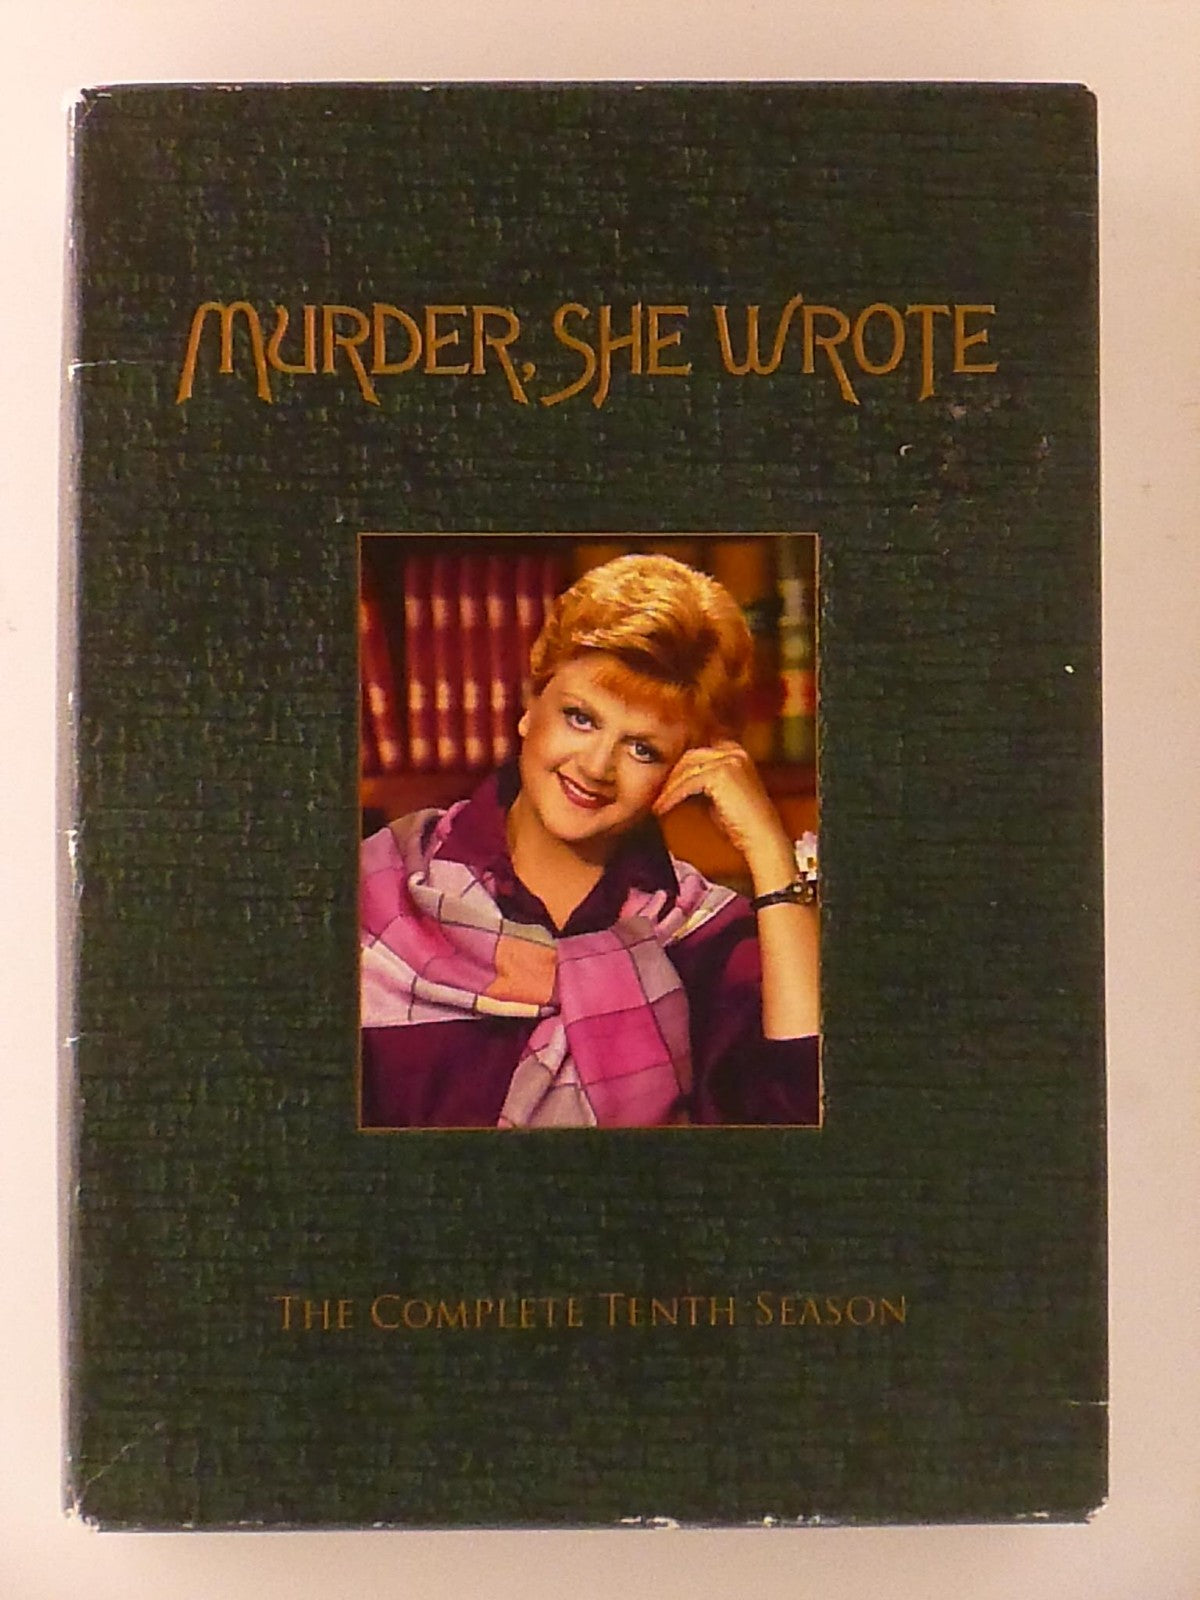 MURDER, SHE WROTE
THE COMPLETE TENTH SEASON